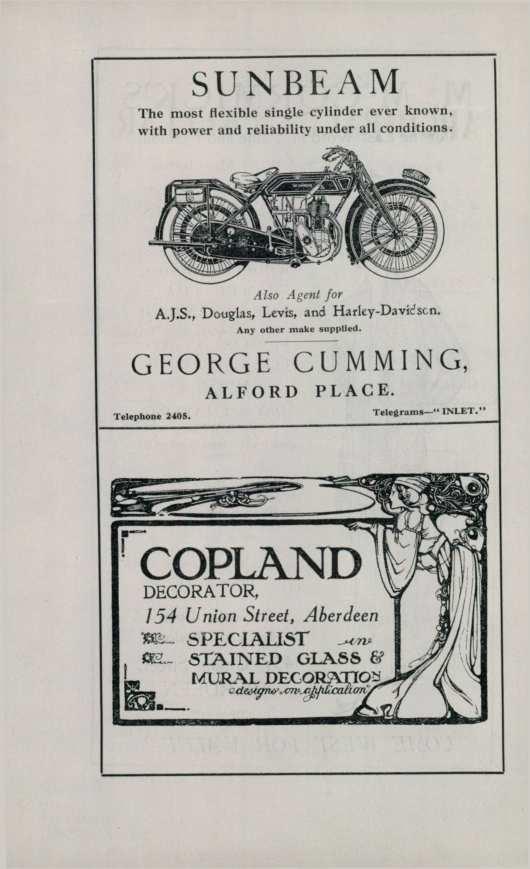 SUNBEAM
The most flexible single cylinder ever known,
with power and reliability under all conditions.
Also Agent for
A.J.S., Douglas, Levis, and Harley-Davidson.
Any other make supplied.
GEORGE CUMMING,
ALFORD PLACE.
Telephone 2405. Telegrams—"INLET."
COPLAND
DECORATOR,
154 Union Street, Aberdeen
SPECIALIST in
STAINED GLASS &
MURAL DECORATION
designs on application